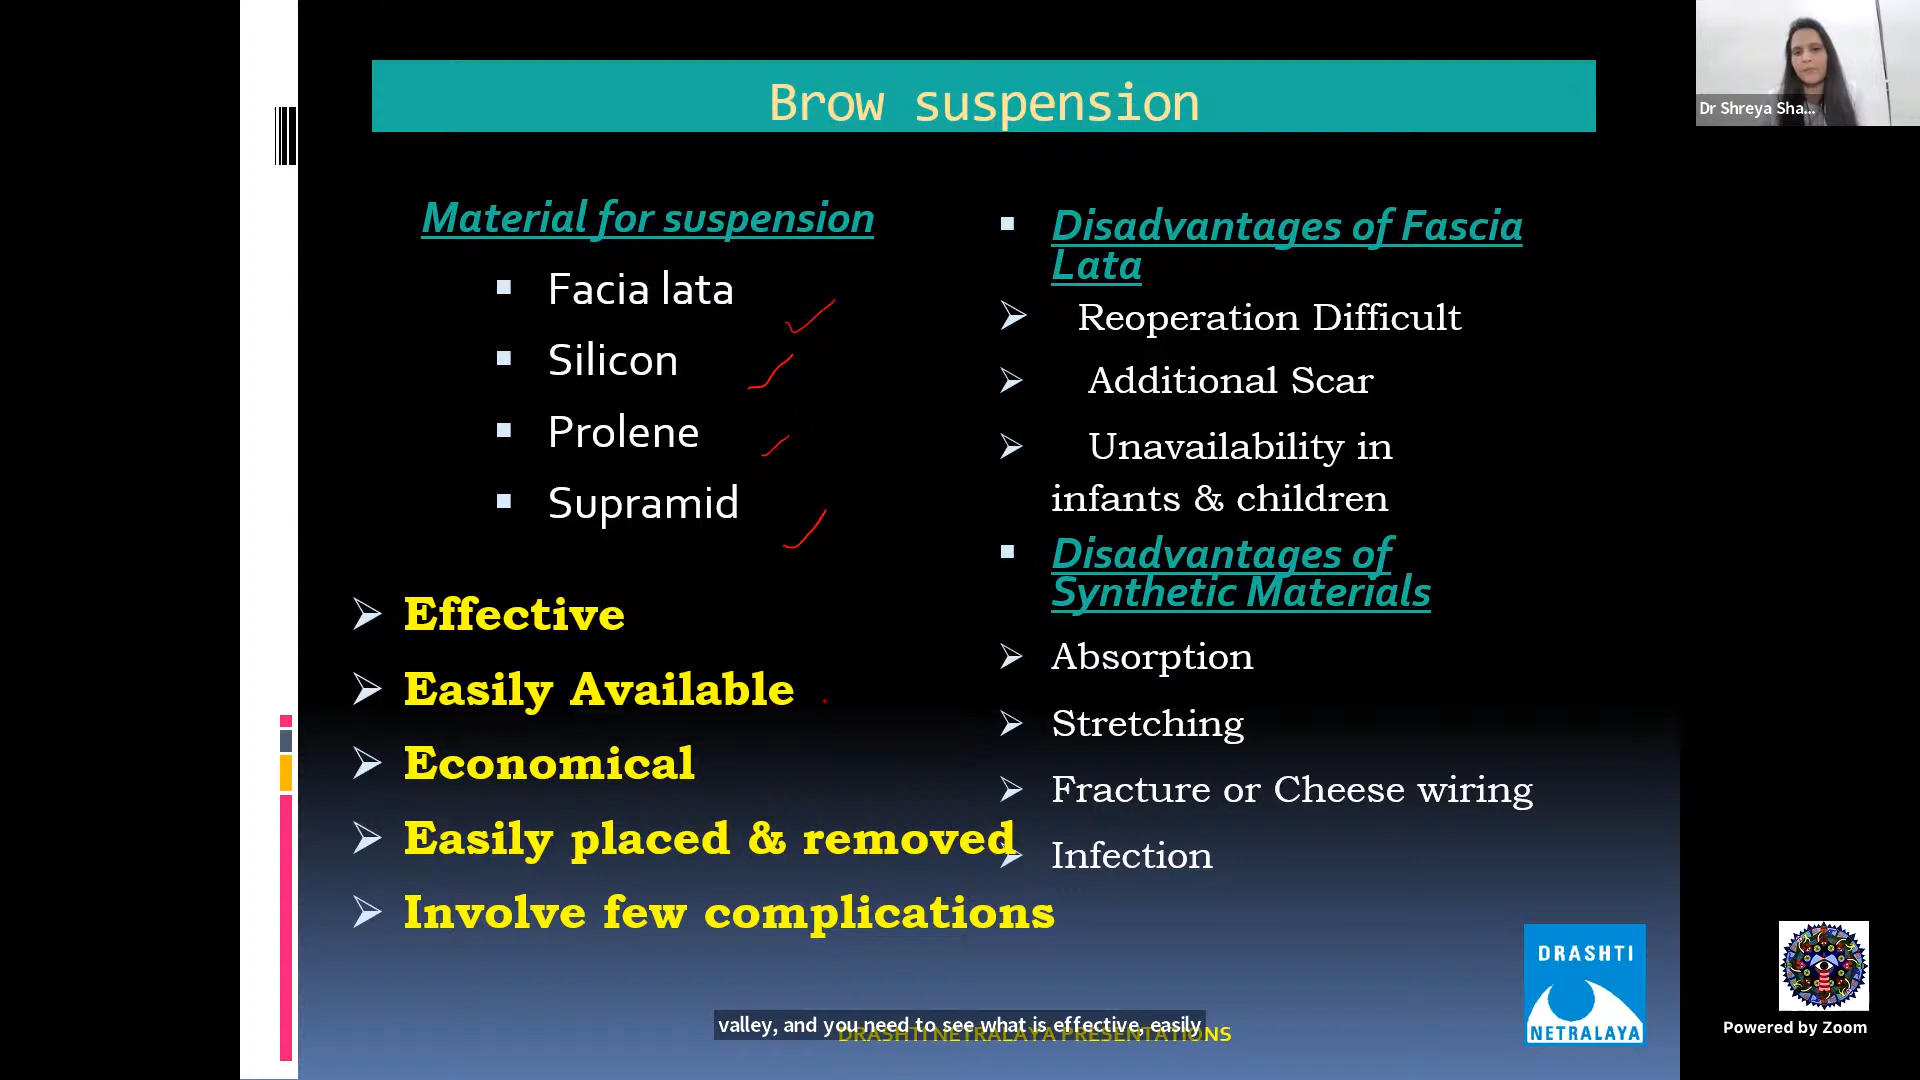 Brow suspension
Dr Shreya Sha...
Material for suspension
Facia lata
Silicon
Prolene
Supramid
Effective
Easily Available
Economical
Easily placed & removed
Involve few complications
Disadvantages of Fascia
Lata
Reoperation Difficult
Additional Scar
Unavailability in
infants & children
Disadvantages of
Synthetic Materials
Absorption
Stretching
Fracture or Cheese wiring
Infection
DRASHTI
NETRALAYA
valley, and you need to see what is effective, easily
DRASHTI NETRALAYA PRESENTATIONS
Powered by Zoom